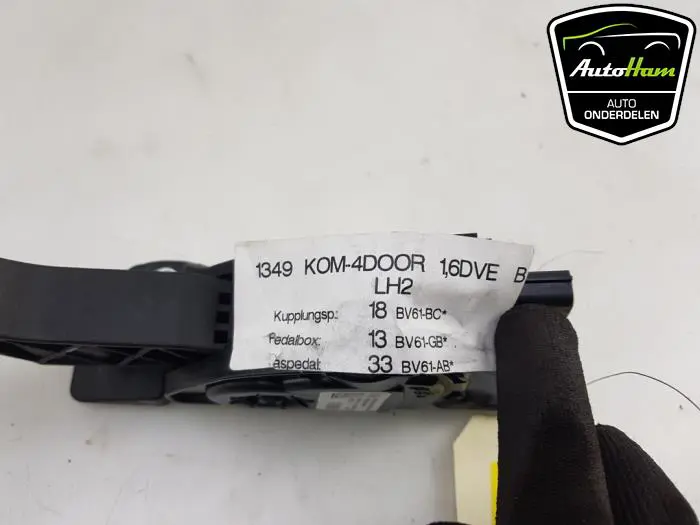 AutoHam
AUTO
ONDERDELEN
1349 KOM-4DOOR 1,6DVE B
LH2
Kupplungsp.: 18 BV61-BC*
Pedalbox: 13 BV61-GB*
aspedal: 33 BV61-AB*